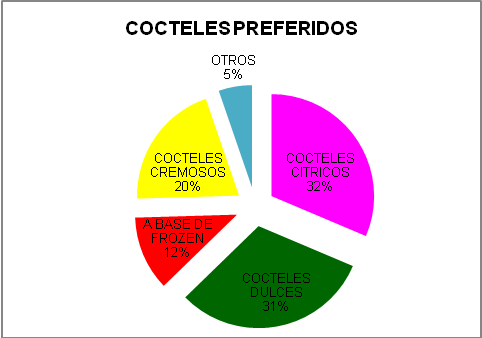 COCTELES PREFERIDOS
OTROS
5%
COCTELES
CITRICOS
32%
COCTELES
CREMOSOS
20%
A BASE DE
FROZEN
12%
COCTELES
DULCES
31%